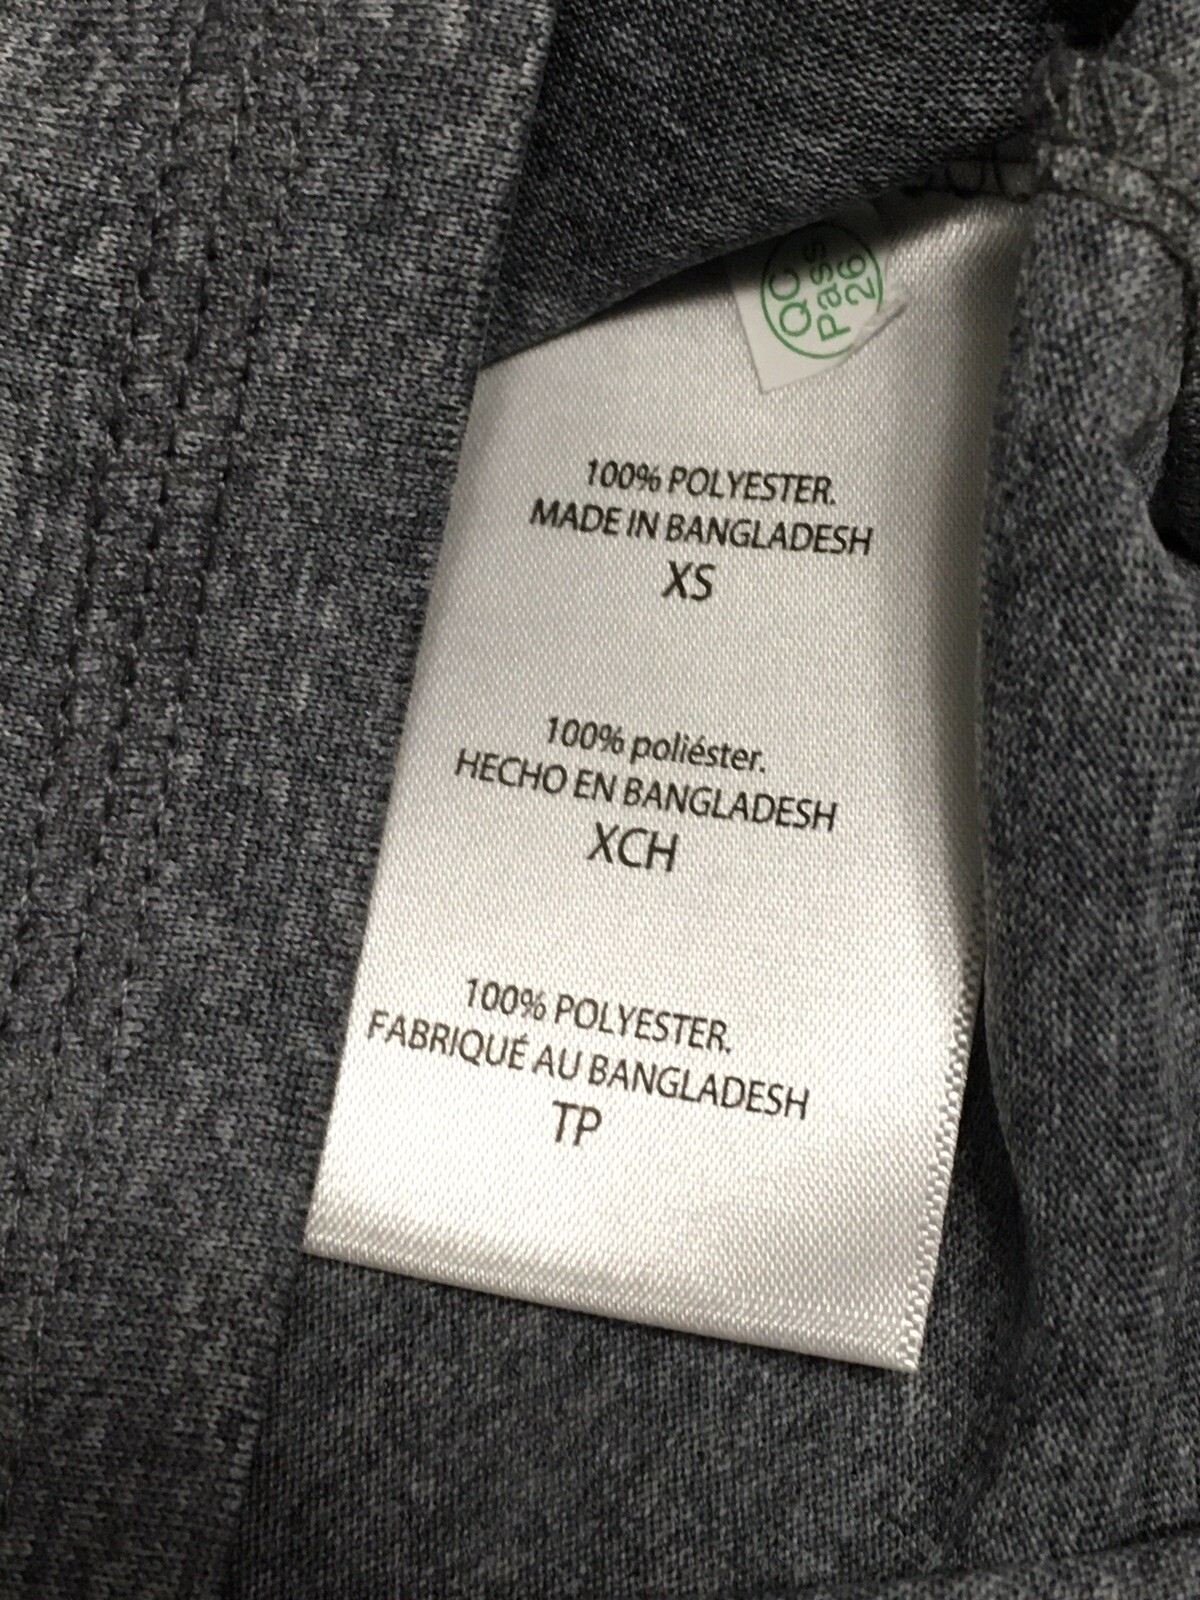 QC
Pass
26
100% POLYESTER.
MADE IN BANGLADESH
XS
100% poliéster.
HECHO EN BANGLADESH
XCH
100% POLYESTER.
FABRIQUÉ AU BANGLADESH
TP